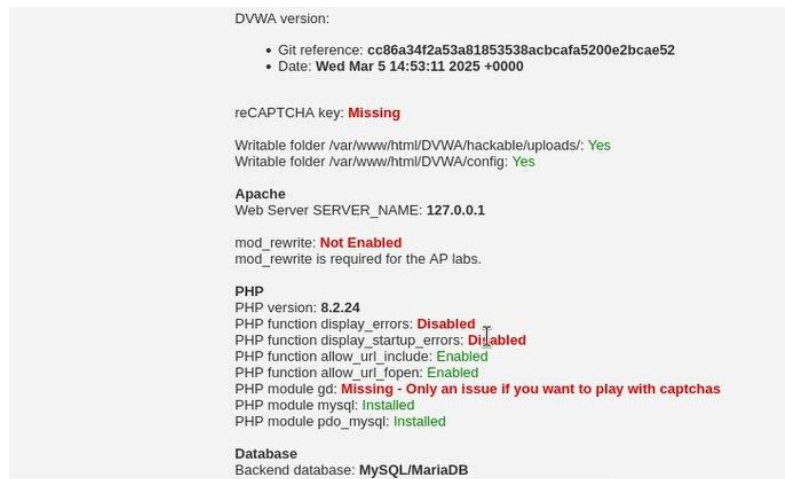 DVWA version:
• Git reference: cc86a34f2a53a81853538acbcafa5200e2bcae52
• Date: Wed Mar 5 14:53:11 2025 +0000
reCAPTCHA key: Missing
Writable folder /var/www/html/DVWA/hackable/uploads/: Yes
Writable folder /var/www/html/DVWA/config: Yes
Apache
Web Server SERVER_NAME: 127.0.0.1
mod_rewrite: Not Enabled
mod_rewrite is required for the AP labs.
PHP
PHP version: 8.2.24
PHP function display_errors: Disabled
PHP function display_startup_errors: Disabled
PHP function allow_url_include: Enabled
PHP function allow_url_fopen: Enabled
PHP module gd: Missing - Only an issue if you want to play with captchas
PHP module mysql: Installed
PHP module pdo_mysql: Installed
Database
Backend database: MySQL/MariaDB